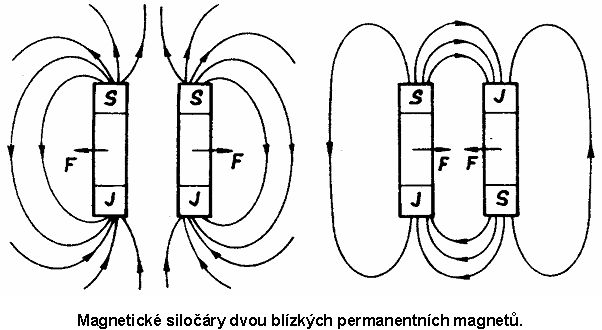 S S S J
F F F F
J J J S
Magnetické siločáry dvou blízkých permanentních magnetů.